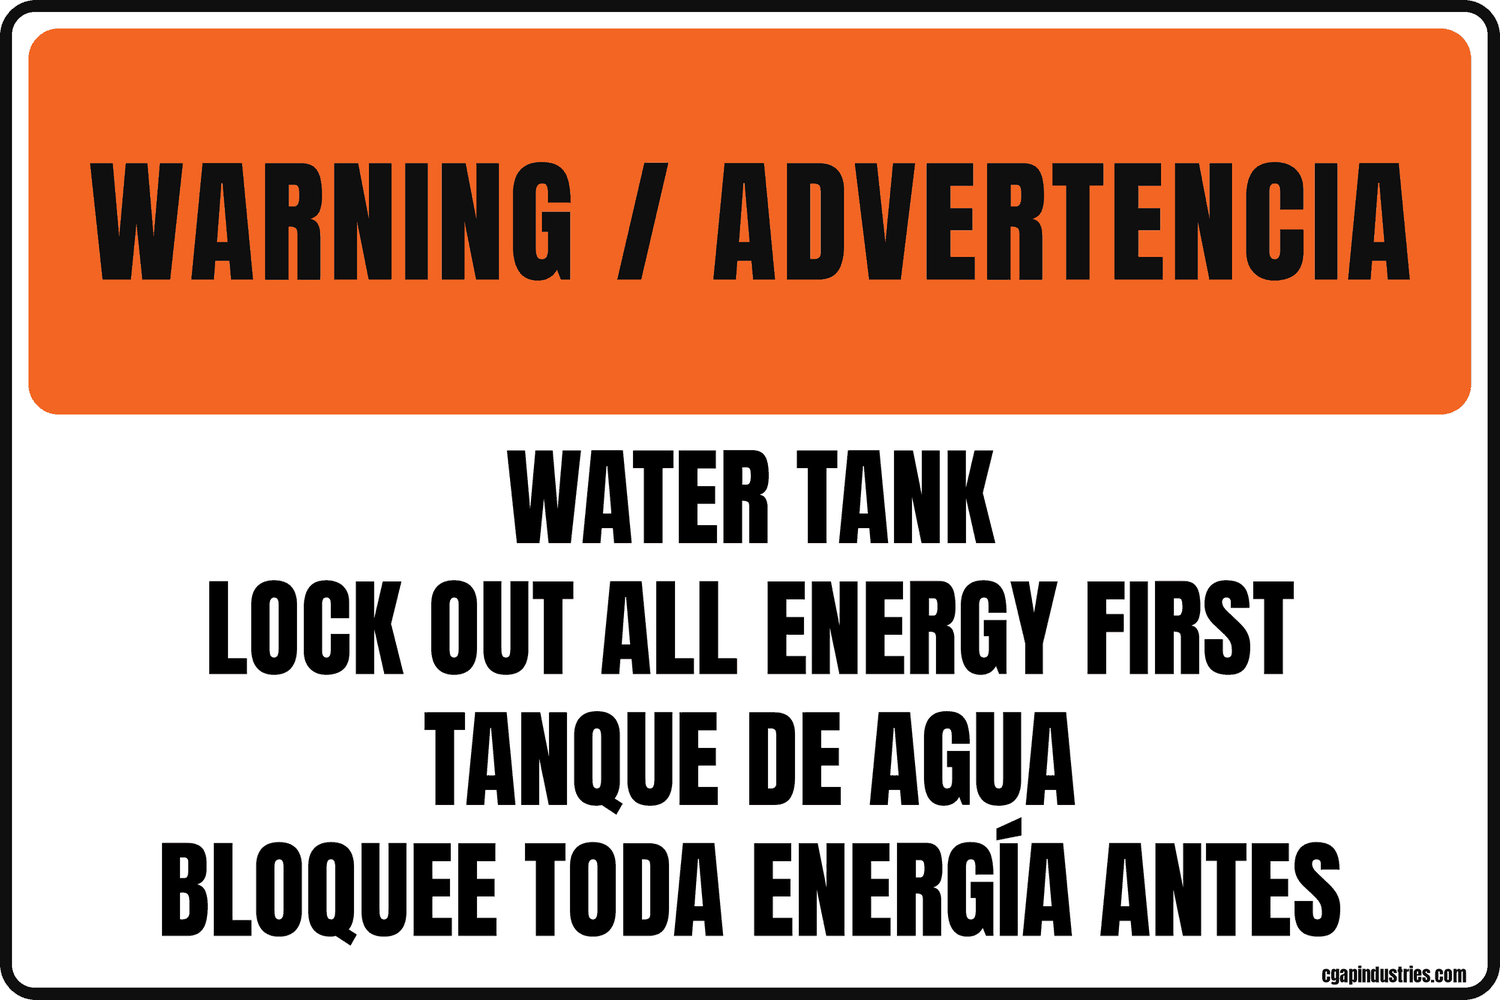 WARNING / ADVERTENCIA
WATER TANK
LOCK OUT ALL ENERGY FIRST
TANQUE DE AGUA
BLOQUEE TODA ENERGÍA ANTES
cgapindustries.com